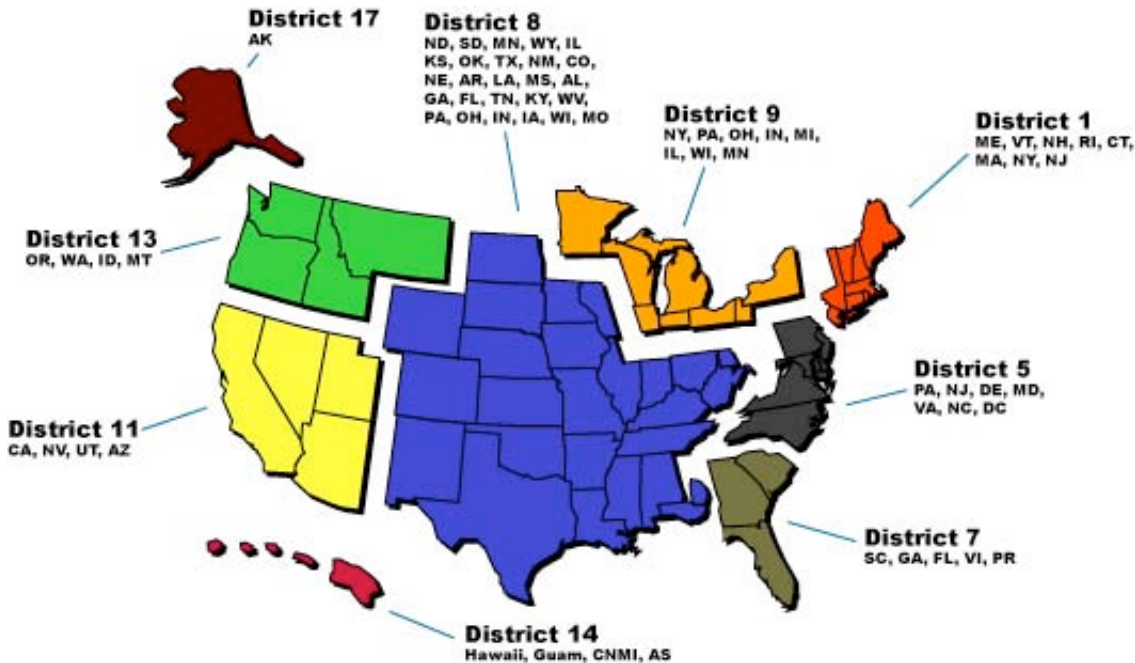 District 17
AK
District 8
ND, SD, MN, WY, IL
KS, OK, TX, NM, CO,
NE, AR, LA, MS, AL,
GA, FL, TN, KY, WV,
PA, OH, IN, IA, WI, MO
District 9
NY, PA, OH, IN, MI,
IL, WI, MN
District 1
ME, VT, NH, RI, CT,
MA, NY, NJ
District 13
OR, WA, ID, MT
District 5
PA, NJ, DE, MD,
VA, NC, DC
District 11
CA, NV, UT, AZ
District 7
SC, GA, FL, VI, PR
District 14
Hawaii, Guam, CNMI, AS